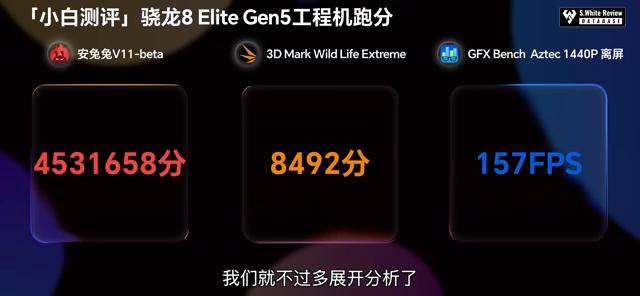 「小白测评」骁龙8 Elite Gen5工程机跑分
S.White Review
DATABASE
安兔兔V11-beta
3D Mark Wild Life Extreme
GFX Bench Aztec 1440P 离屏
4531658分
8492分
157FPS
我们就不过多展开分析了